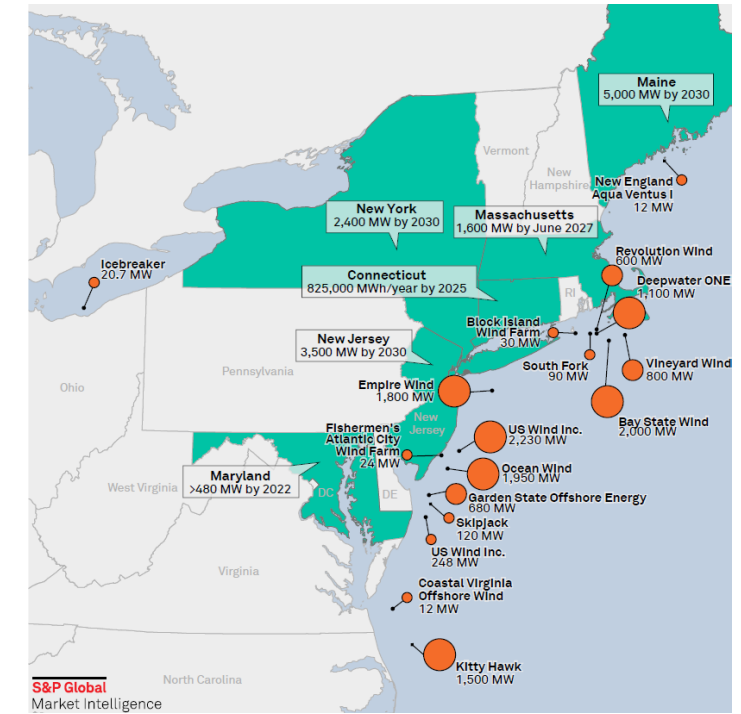 Maine
5,000 MW by 2030
Vermont
New
Hampshire
New England
Aqua Ventus I
12 MW
New York
2,400 MW by 2030
Massachusetts
1,600 MW by June 2027
Revolution Wind
600 MW
Icebreaker
20.7 MW
Connecticut
825,000 MWh/year by 2025
RI
Deepwater ONE
1,100 MW
Block Island
Wind Farm
30 MW
New Jersey
3,500 MW by 2030
South Fork
90 MW
Vineyard Wind
800 MW
Pennsylvania
Ohio
Empire Wind
1,800 MW
Bay State Wind
2,000 MW
New
Jersey
Fishermen's
Atlantic City
Wind Farm
24 MW
US Wind Inc.
2,230 MW
Maryland
>480 MW by 2022
Ocean Wind
1,950 MW
West Virginia
DC
DE
Garden State Offshore Energy
680 MW
Skipjack
120 MW
US Wind Inc.
248 MW
Virginia
Coastal Virginia
Offshore Wind
12 MW
Kitty Hawk
1,500 MW
North Carolina
S&P Global
Market Intelligence